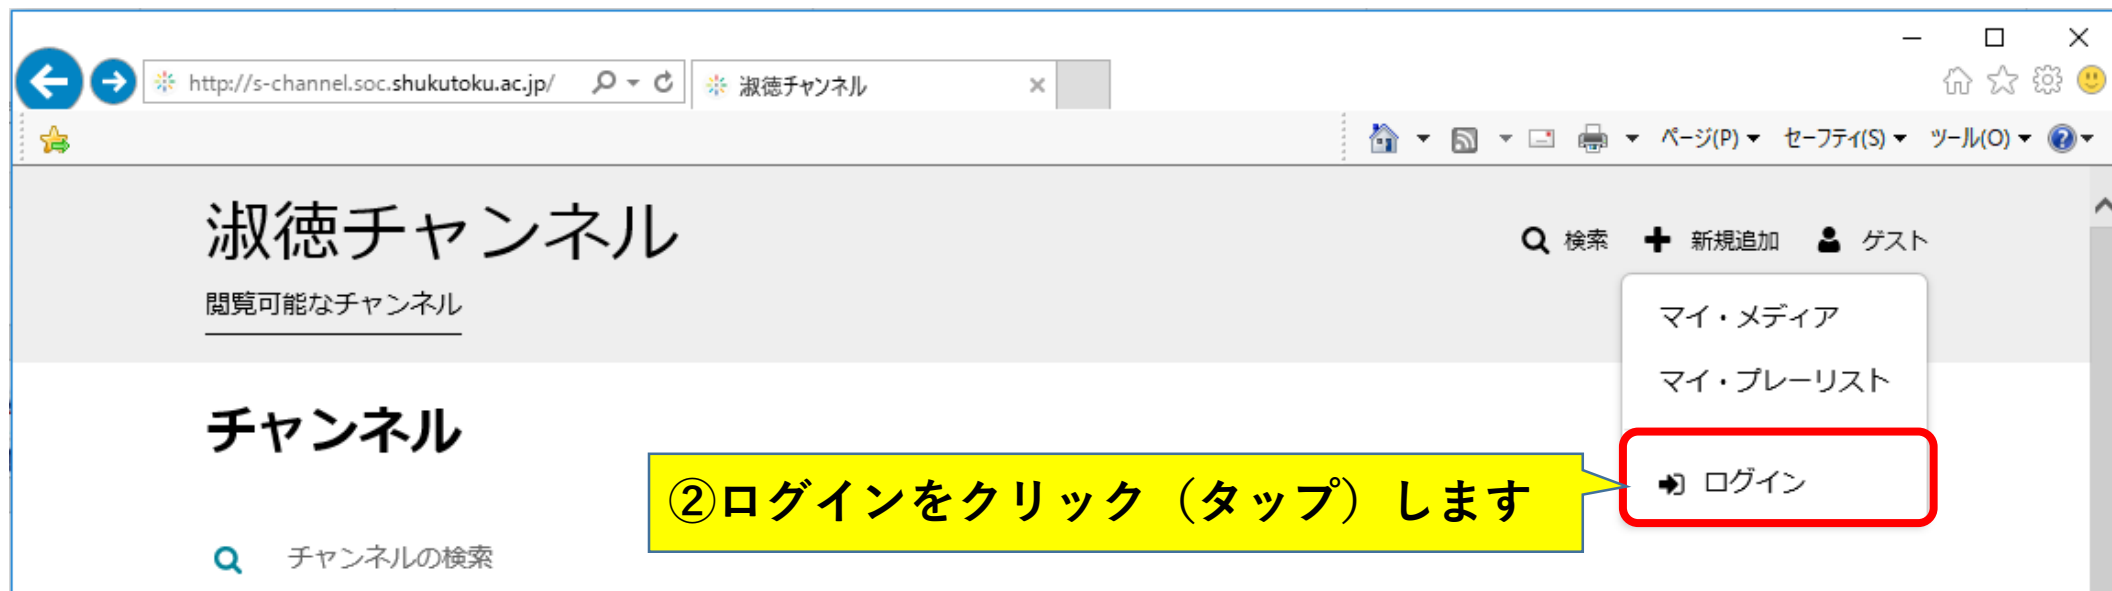 http://s-channel.soc.shukutoku.ac.jp/
淑徳チャンネル
ページ(P) セーフティ(S) ツール(O)
淑徳チャンネル
検索 新規追加 ゲスト
閲覧可能なチャンネル
マイ・メディア
マイ・プレーリスト
チャンネル
②ログインをクリック（タップ）します
ログイン
チャンネルの検索